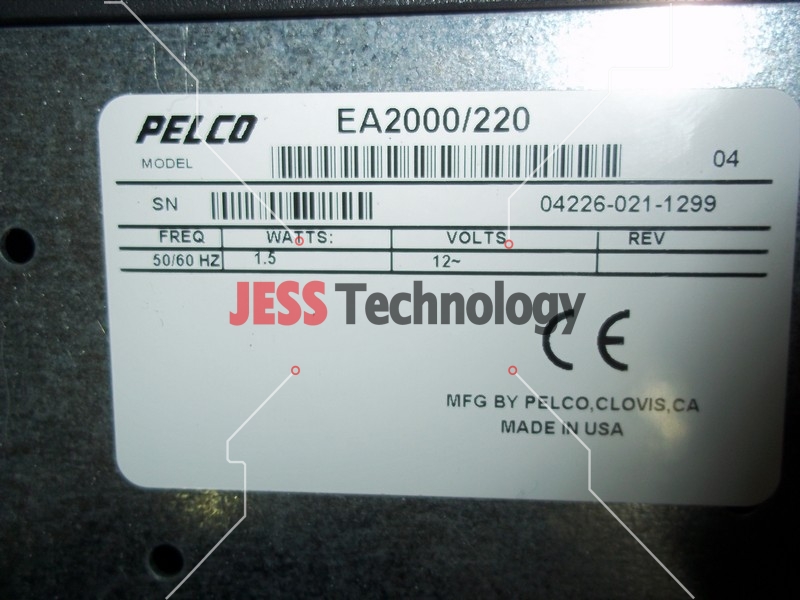 PELCO EA2000/220
MODEL 04
SN 04226-021-1299
FREQ WATTS: VOLTS REV
50/60 HZ 1.5 12~
JESS Technology
CE
MFG BY PELCO,CLOVIS,CA
MADE IN USA